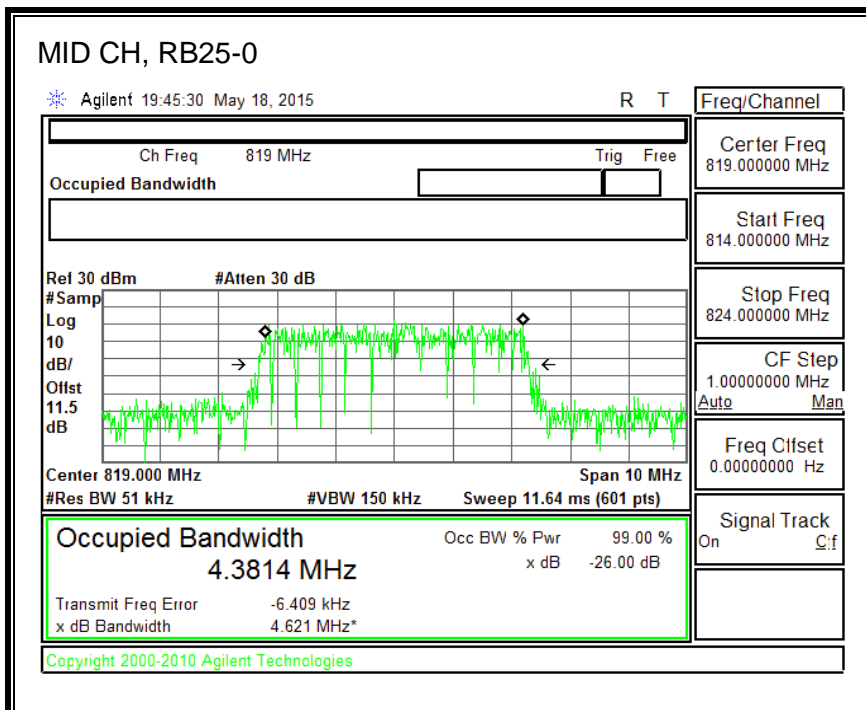 MID CH, RB25-0
Agilent 19:45:30 May 18, 2015 R T
Freq/Channel
Ch Freq 819 MHz Trig Free
Occupied Bandwidth
Center Freq
819.000000 MHz
Start Freq
814.000000 MHz
Stop Freq
824.000000 MHz
CF Step
1.00000000 MHz
Auto Man
Freq Offset
0.00000000 Hz
Signal Track
On Off
Ref 30 dBm #Atten 30 dB
#Samp
Log
10
dB/
Offst
11.5
dB
Center 819.000 MHz Span 10 MHz
#Res BW 51 kHz #VBW 150 kHz Sweep 11.64 ms (601 pts)
Occupied Bandwidth Occ BW % Pwr 99.00 %
4.3814 MHz x dB -26.00 dB
Transmit Freq Error -6.409 kHz
x dB Bandwidth 4.621 MHz*
Copyright 2000-2010 Agilent Technologies